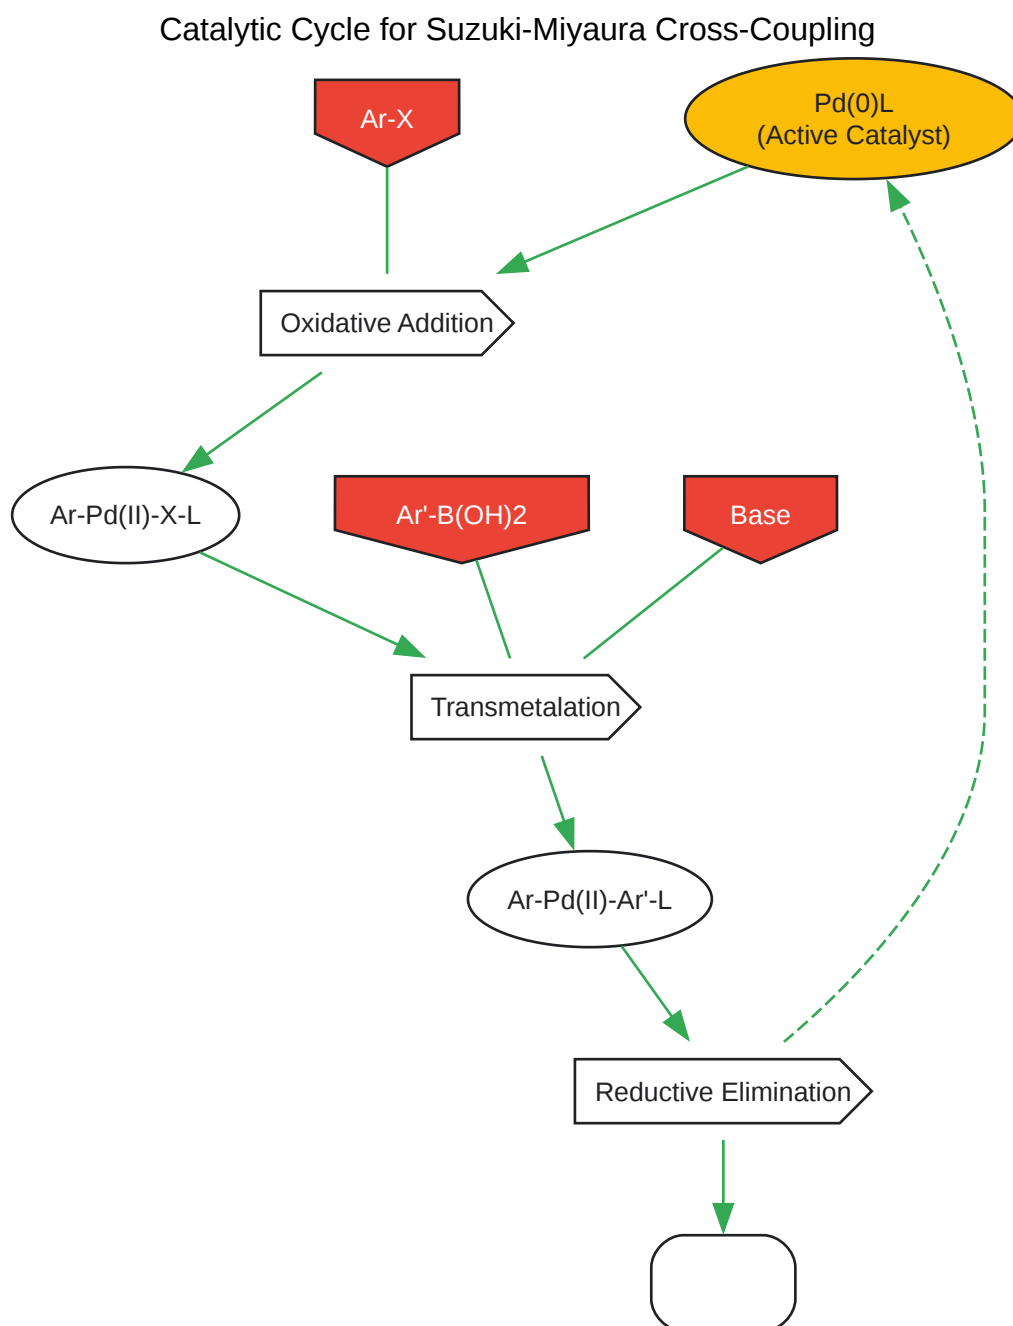 Catalytic Cycle for Suzuki-Miyaura Cross-Coupling
Ar-X
Pd(0)L
(Active Catalyst)
Oxidative Addition
Ar-Pd(II)-X-L
Ar'-B(OH)2
Base
Transmetalation
Ar-Pd(II)-Ar'-L
Reductive Elimination